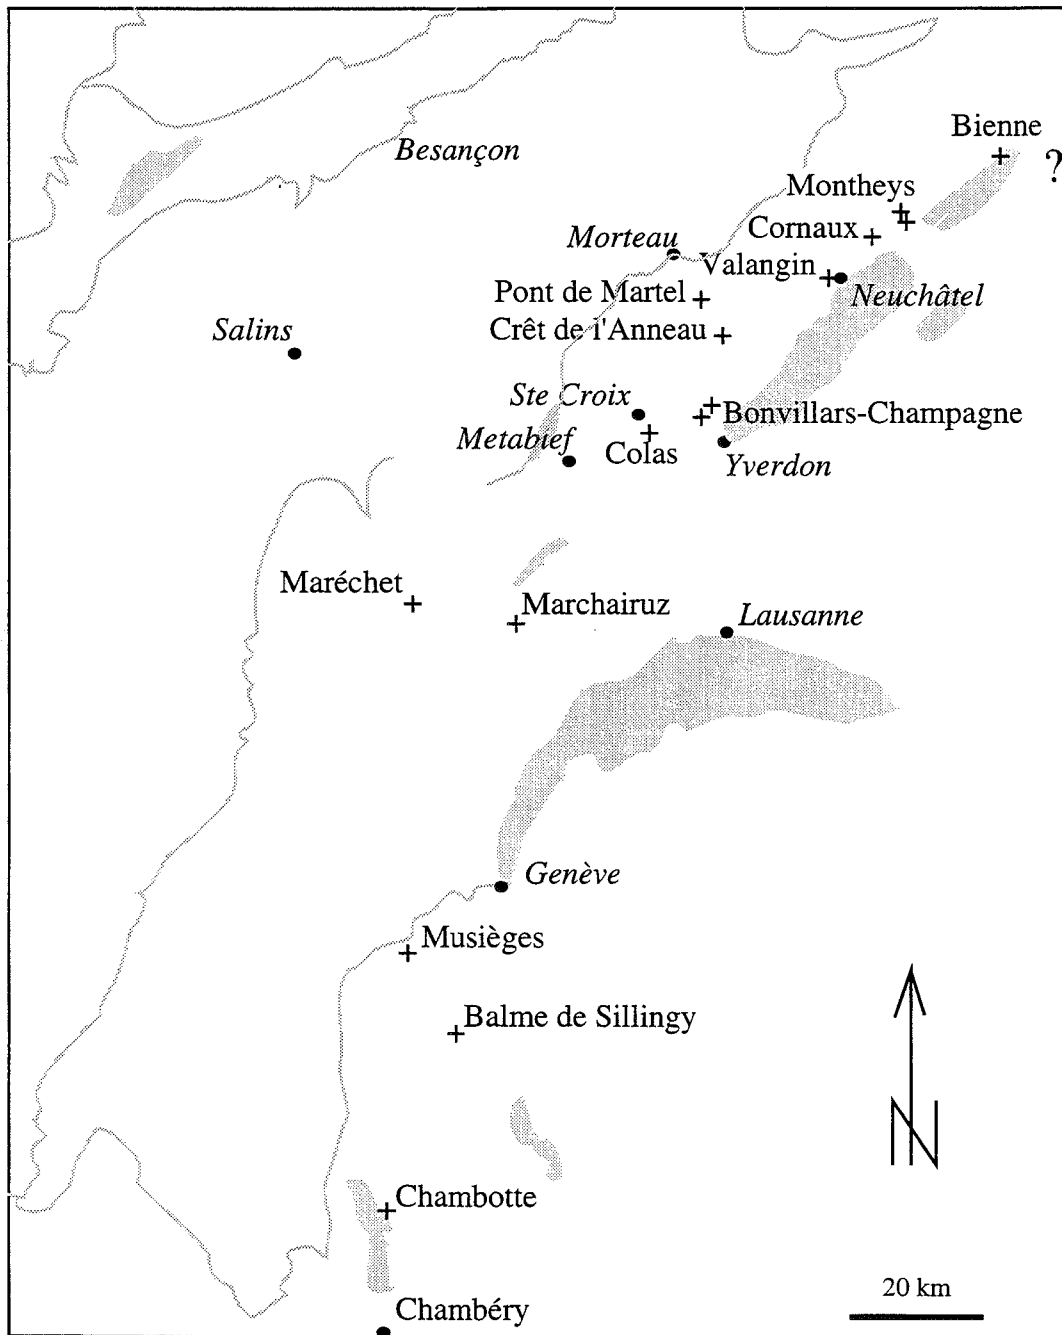 Besançon
Bienne
?
Montheys
Cornaux
Morteau
Valangin
Pont de Martel
Neuchâtel
Crêt de l'Anneau
Salins
Ste Croix
Bonvillars-Champagne
Metabief
Colas
Yverdon
Maréchet
Marchairuz
Lausanne
Genève
Musièges
Balme de Sillingy
N
Chambotte
20 km
Chambéry